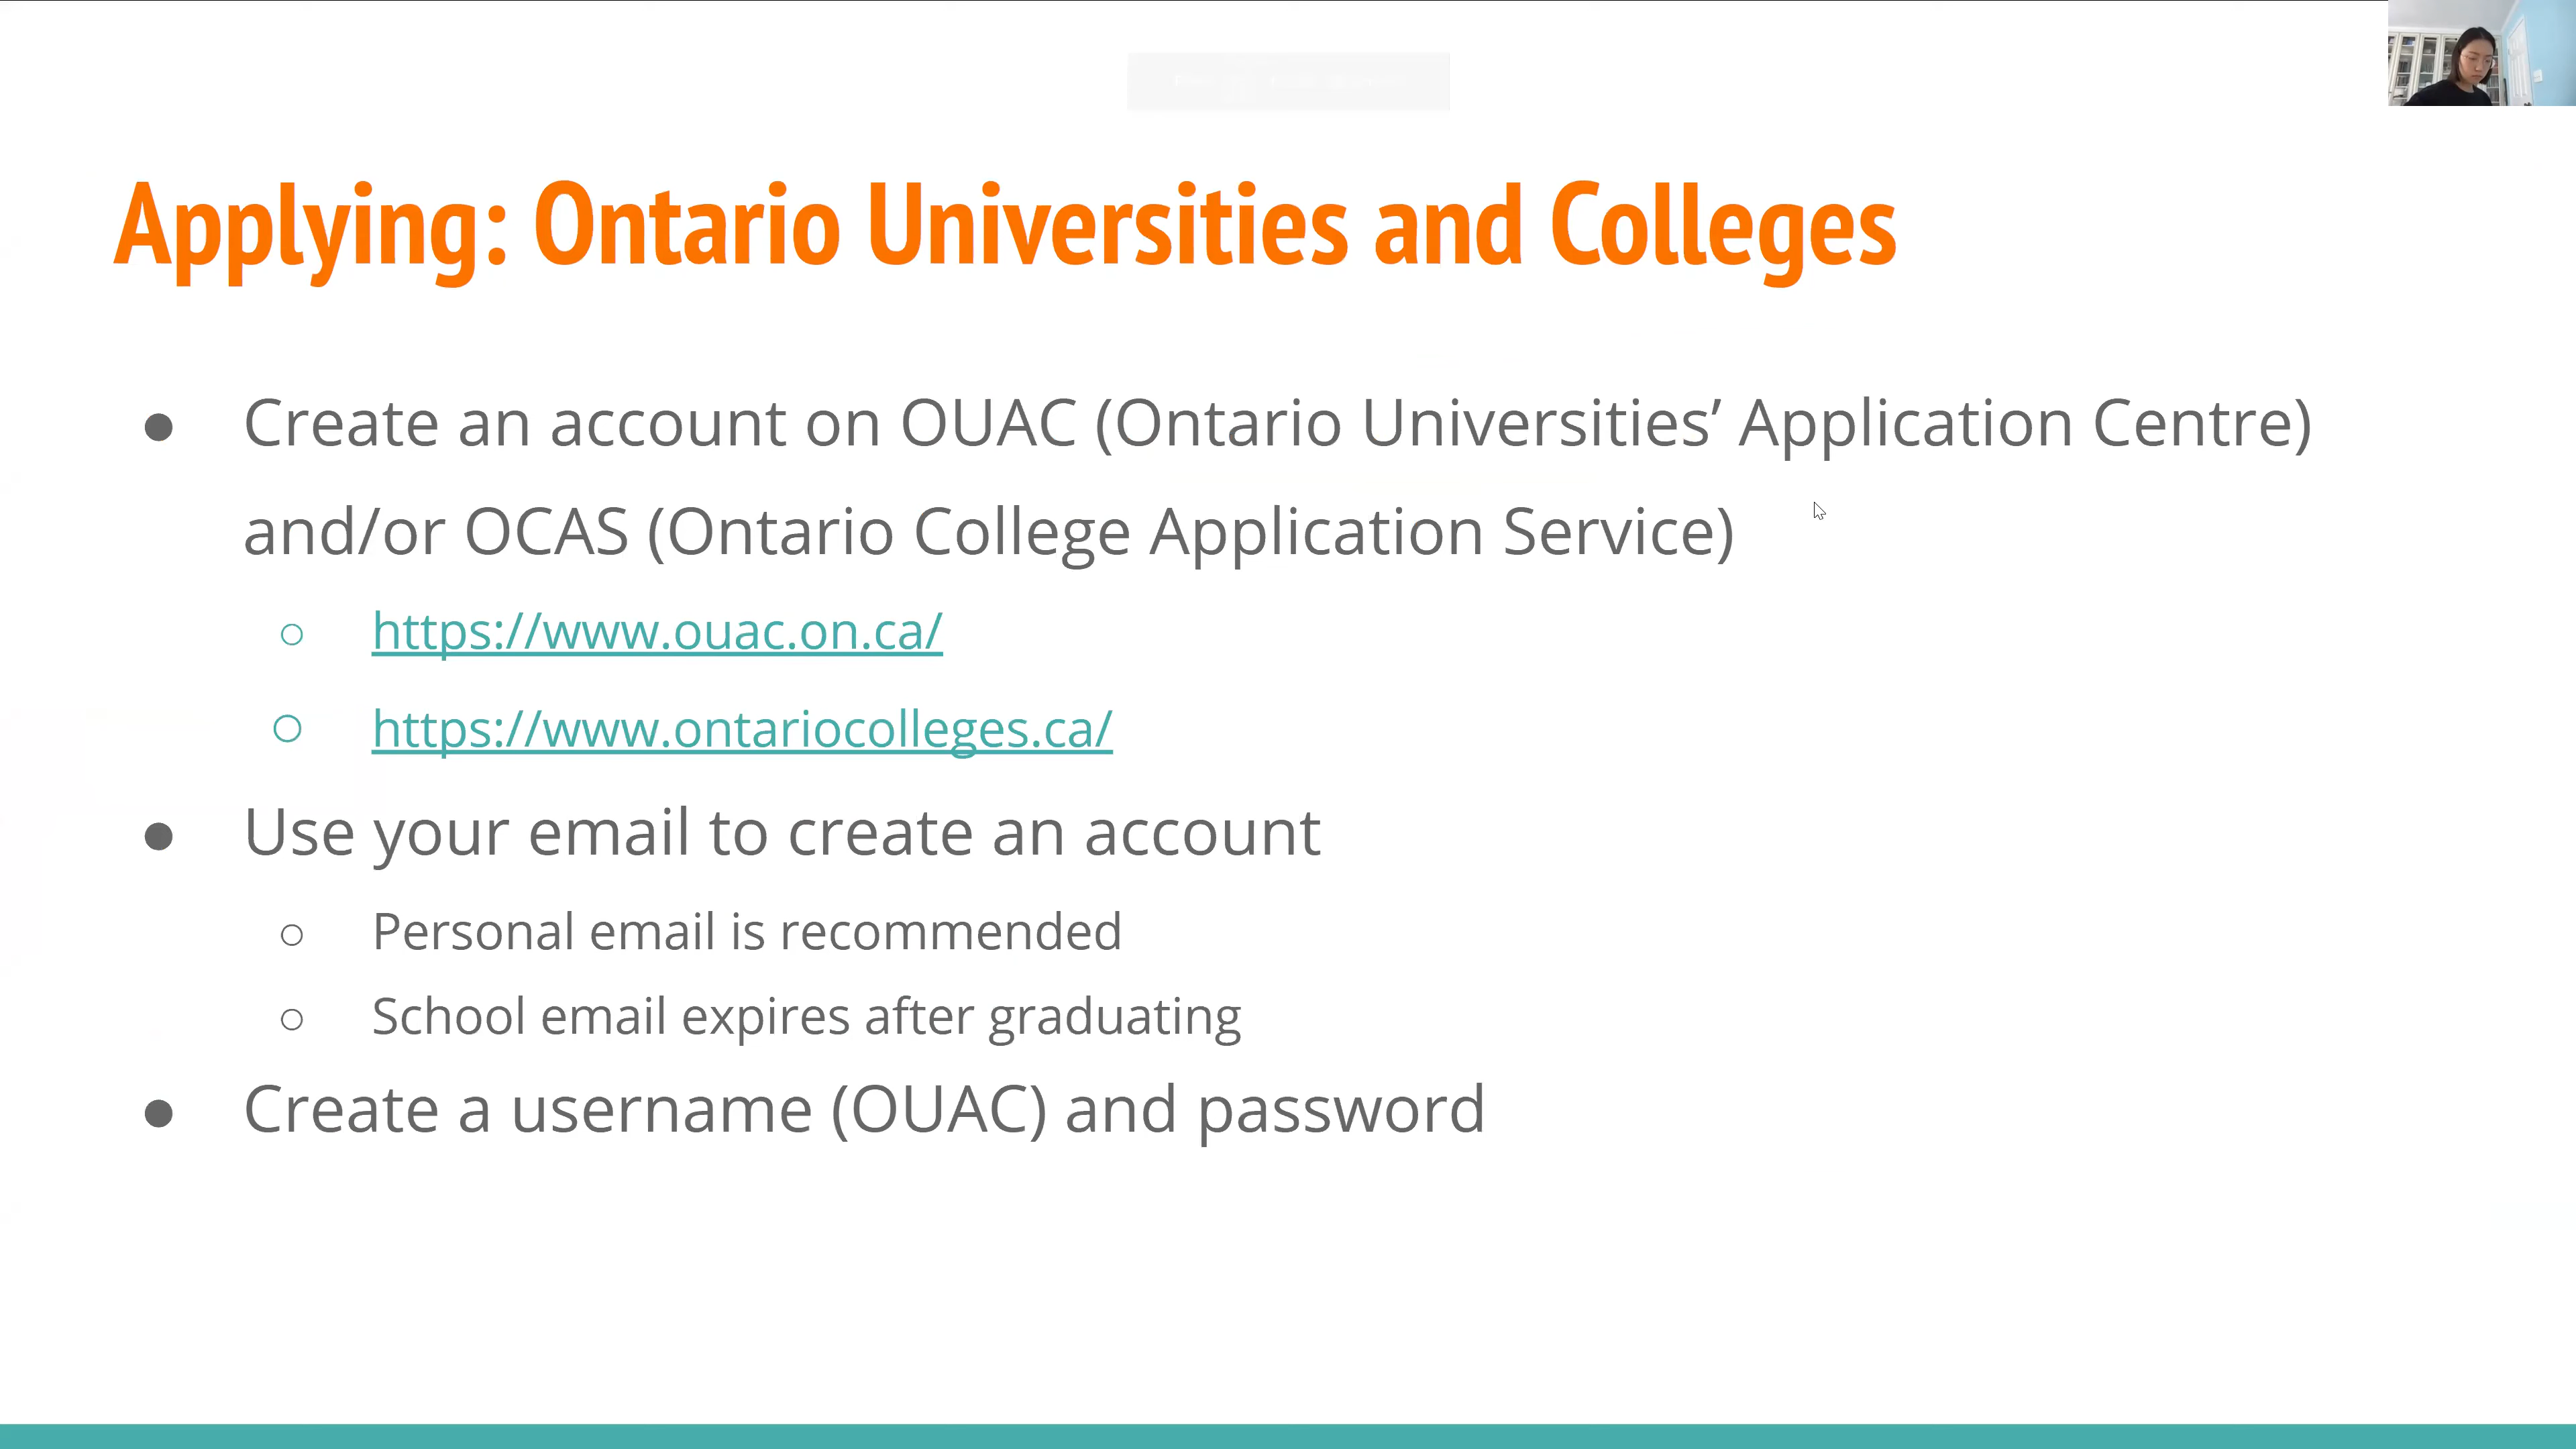 Applying: Ontario Universities and Colleges
● Create an account on OUAC (Ontario Universities’ Application Centre)
and/or OCAS (Ontario College Application Service)
○ https://www.ouac.on.ca/
○ https://www.ontariocolleges.ca/
● Use your email to create an account
○ Personal email is recommended
○ School email expires after graduating
● Create a username (OUAC) and password